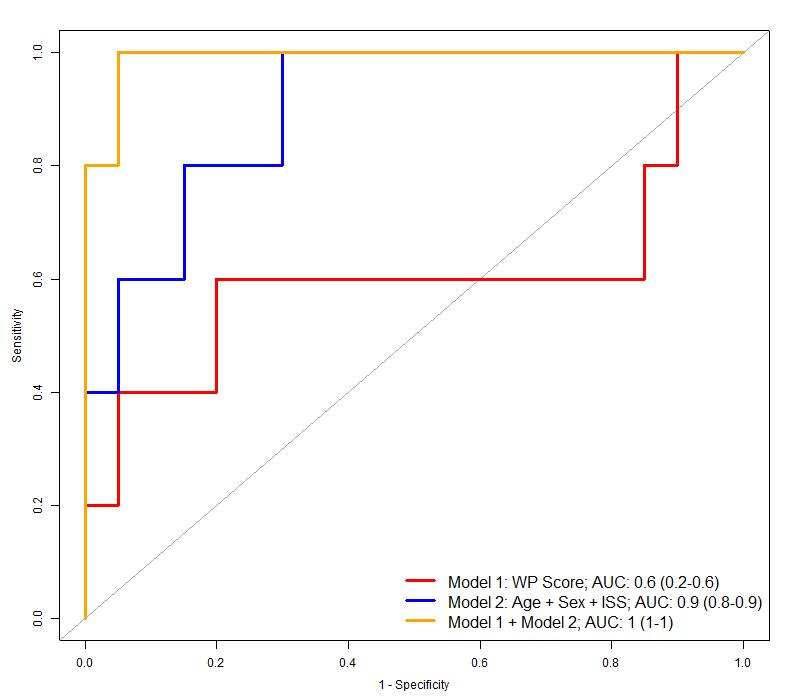 1.0
0.8
0.6
0.4
0.2
0.0
Sensitivity
Model 1: WP Score; AUC: 0.6 (0.2-0.6)
Model 2: Age + Sex + ISS; AUC: 0.9 (0.8-0.9)
Model 1 + Model 2; AUC: 1 (1-1)
0.0 0.2 0.4 0.6 0.8 1.0
1 - Specificity